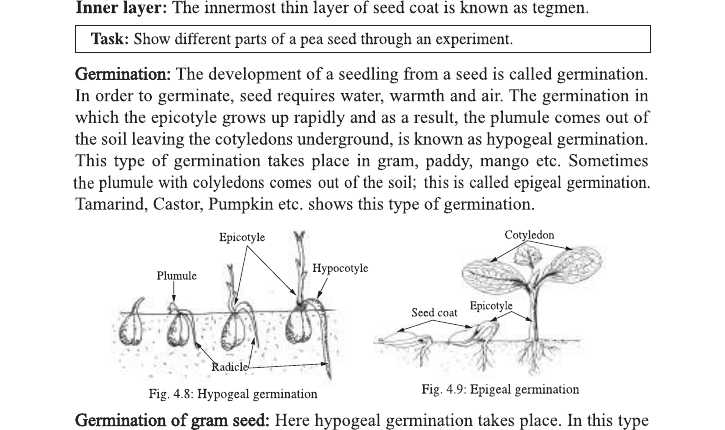 Inner layer: The innermost thin layer of seed coat is known as tegmen.
Task: Show different parts of a pea seed through an experiment.
Germination: The development of a seedling from a seed is called germination.
In order to germinate, seed requires water, warmth and air. The germination in
which the epicotyle grows up rapidly and as a result, the plumule comes out of
the soil leaving the cotyledons underground, is known as hypogeal germination.
This type of germination takes place in gram, paddy, mango etc. Sometimes
the plumule with colyledons comes out of the soil; this is called epigeal germination.
Tamarind, Castor, Pumpkin etc. shows this type of germination.
Epicotyle
Plumule
Hypocotyle
Radicle
Fig. 4.8: Hypogeal germination
Cotyledon
Seed coat
Epicotyle
Fig. 4.9: Epigeal germination
Germination of gram seed: Here hypogeal germination takes place. In this type